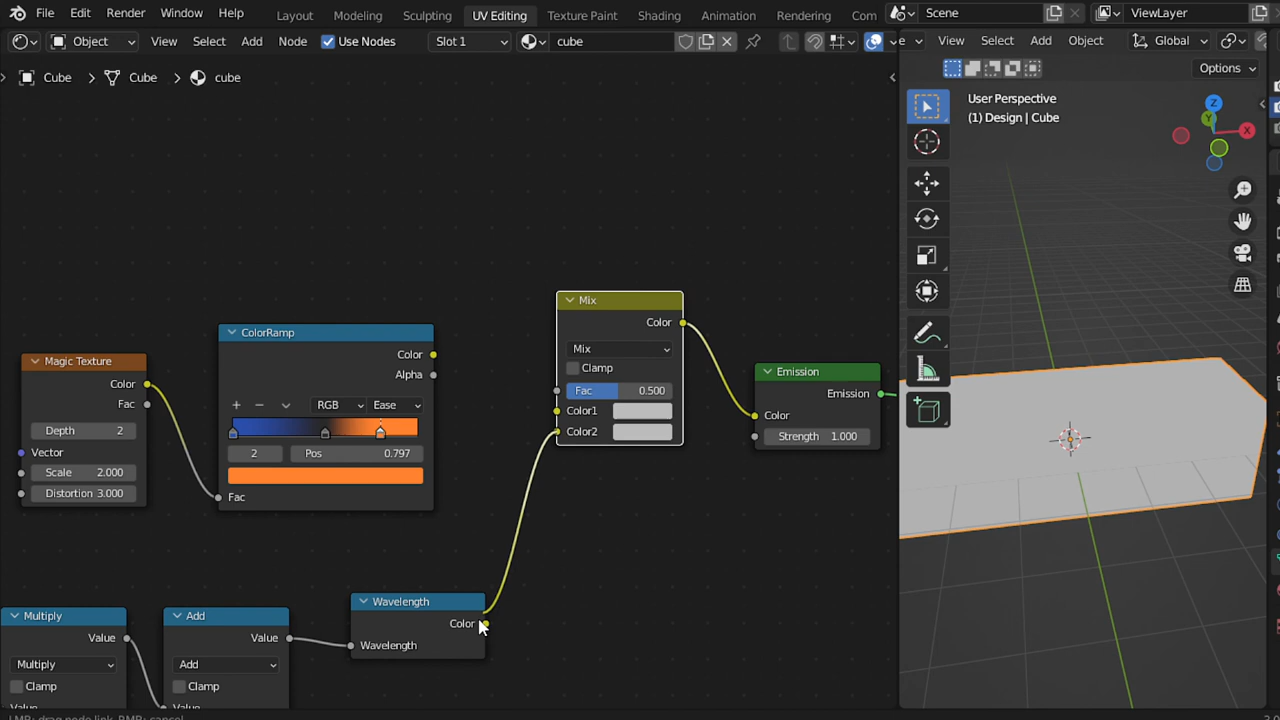 File Edit Render Window Help Layout Modeling Sculpting UV Editing Texture Paint Shading Animation Rendering Com Scene ViewLayer
Object View Select Add Node Use Nodes Slot 1 cube View Select Add Object Global
Cube Cube cube Options
User Perspective
(1) Design | Cube
Z
Y
X
Mix
Color
Mix
Clamp
Fac 0.500
Color1
Color2
ColorRamp
Color
Alpha
RGB Ease
2 Pos 0.797
Fac
Magic Texture
Color
Fac
Depth 2
Vector
Scale 2.000
Distortion 3.000
Emission
Emission
Color
Strength 1.000
Wavelength
Color
Wavelength
Multiply
Value
Multiply
Clamp
Add
Value
Add
Clamp